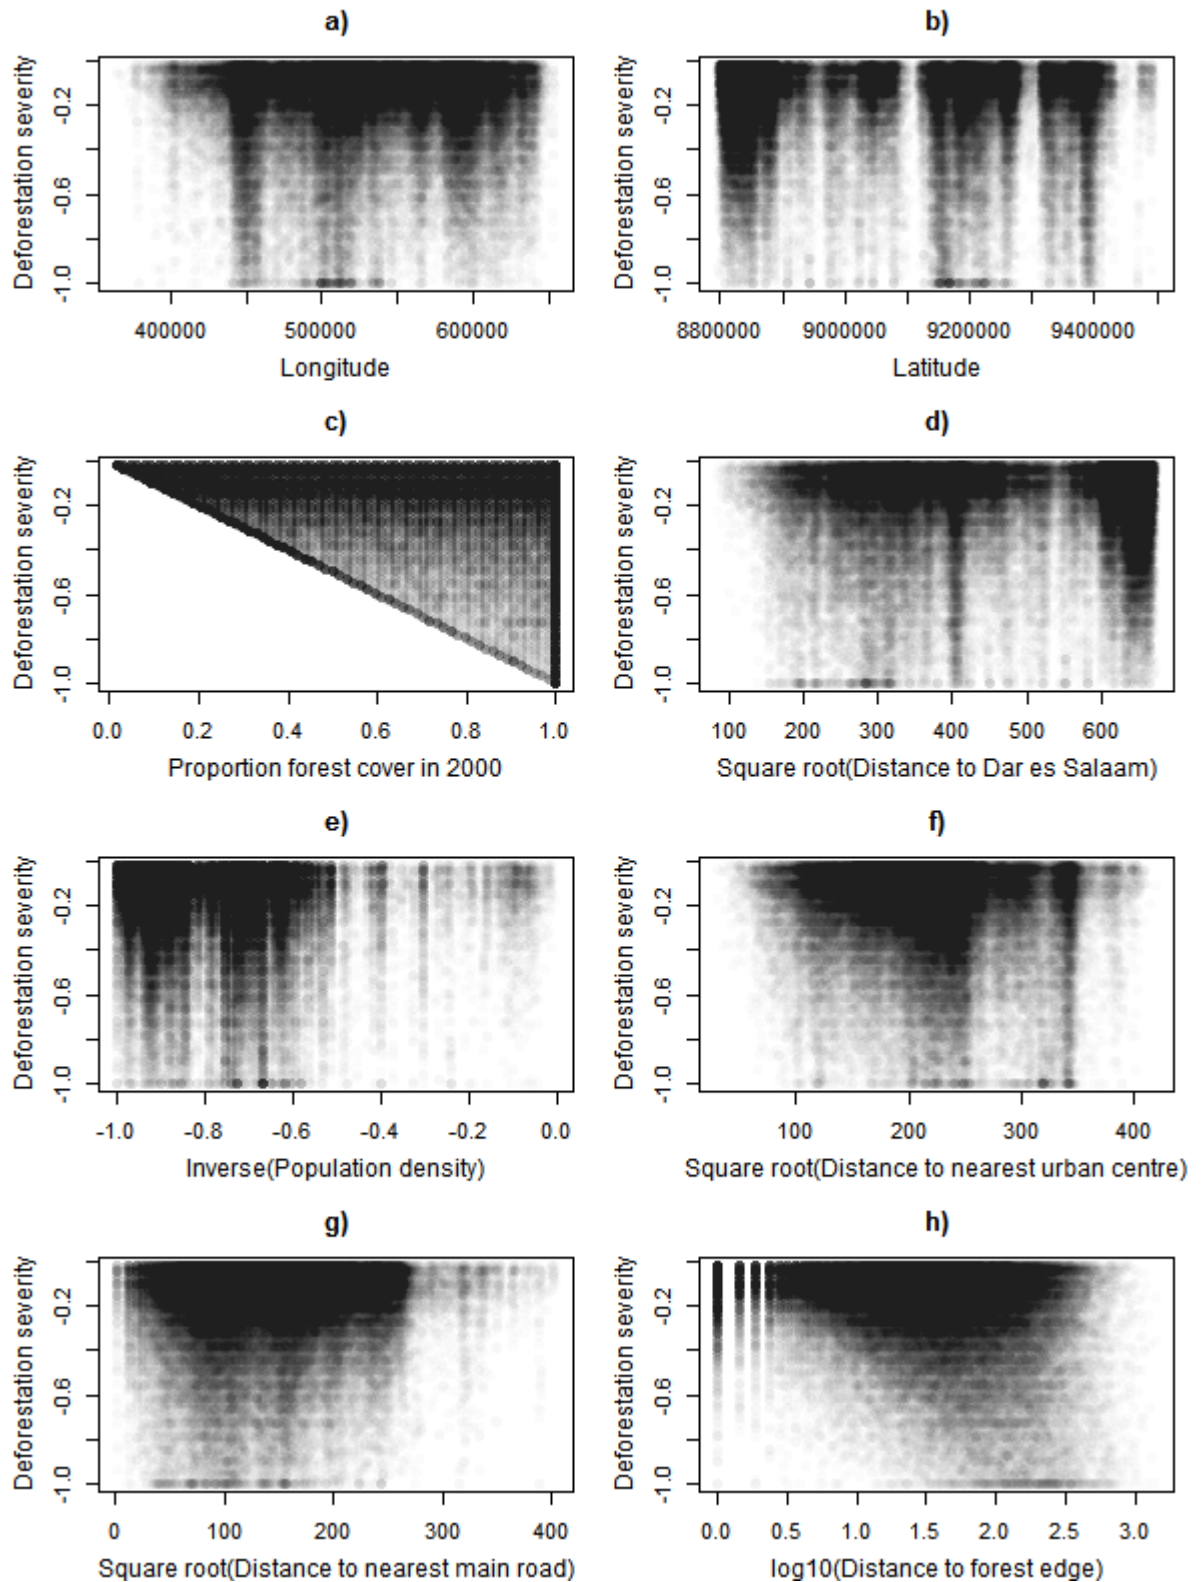 a)
Deforestation severity
-0.2
-0.6
-1.0
400000 500000 600000
Longitude
b)
Deforestation severity
-0.2
-0.6
-1.0
8800000 9000000 9200000 9400000
Latitude
c)
Deforestation severity
-0.2
-0.6
-1.0
0.0 0.2 0.4 0.6 0.8 1.0
Proportion forest cover in 2000
d)
Deforestation severity
-0.2
-0.6
-1.0
100 200 300 400 500 600
Square root(Distance to Dar es Salaam)
e)
Deforestation severity
-0.2
-0.6
-1.0
-1.0 -0.8 -0.6 -0.4 -0.2 0.0
Inverse(Population density)
f)
Deforestation severity
-0.2
-0.6
-1.0
100 200 300 400
Square root(Distance to nearest urban centre)
g)
Deforestation severity
-0.2
-0.6
-1.0
0 100 200 300 400
Square root(Distance to nearest main road)
h)
Deforestation severity
-0.2
-0.6
-1.0
0.0 0.5 1.0 1.5 2.0 2.5 3.0
log10(Distance to forest edge)